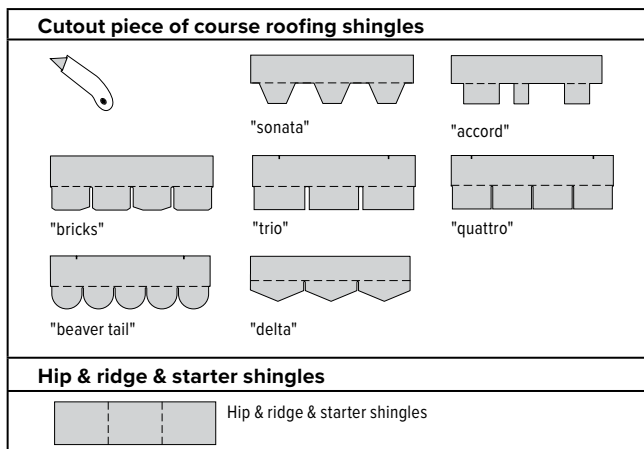 Cutout piece of course roofing shingles
"sonata"
"accord"
"bricks"
"trio"
"quattro"
"beaver tail"
"delta"
Hip & ridge & starter shingles
Hip & ridge & starter shingles